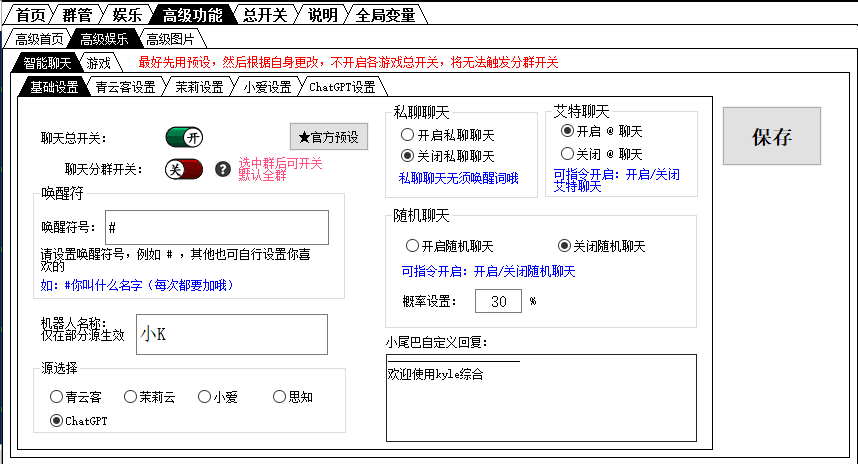 首页 群管 娱乐 高级功能 总开关 说明 全局变量
高级首页 高级娱乐 高级图片
智能聊天 游戏 最好先用预设，然后根据自身更改，不开启各游戏总开关，将无法触发分群开关
基础设置 青云客设置 茉莉设置 小爱设置 ChatGPT设置
聊天总开关： 开 ★官方预设
聊天分群开关： 关 ? 选中群后可开关
默认全群
唤醒符
唤醒符号： #
请设置唤醒符号，例如 # ，其他也可自行设置你喜
欢的
如：#你叫什么名字（每次都要加哦）
机器人名称：
仅在部分源生效 小K
源选择
青云客 茉莉云 小爱 思知
ChatGPT
私聊聊天
开启私聊聊天
关闭私聊聊天
私聊聊天无须唤醒词哦
艾特聊天
开启 @ 聊天
关闭 @ 聊天
可指令开启：开启/关闭
艾特聊天
随机聊天
开启随机聊天 关闭随机聊天
可指令开启：开启/关闭随机聊天
概率设置： 30 %
小尾巴自定义回复：
————————————
欢迎使用kyle综合
保存